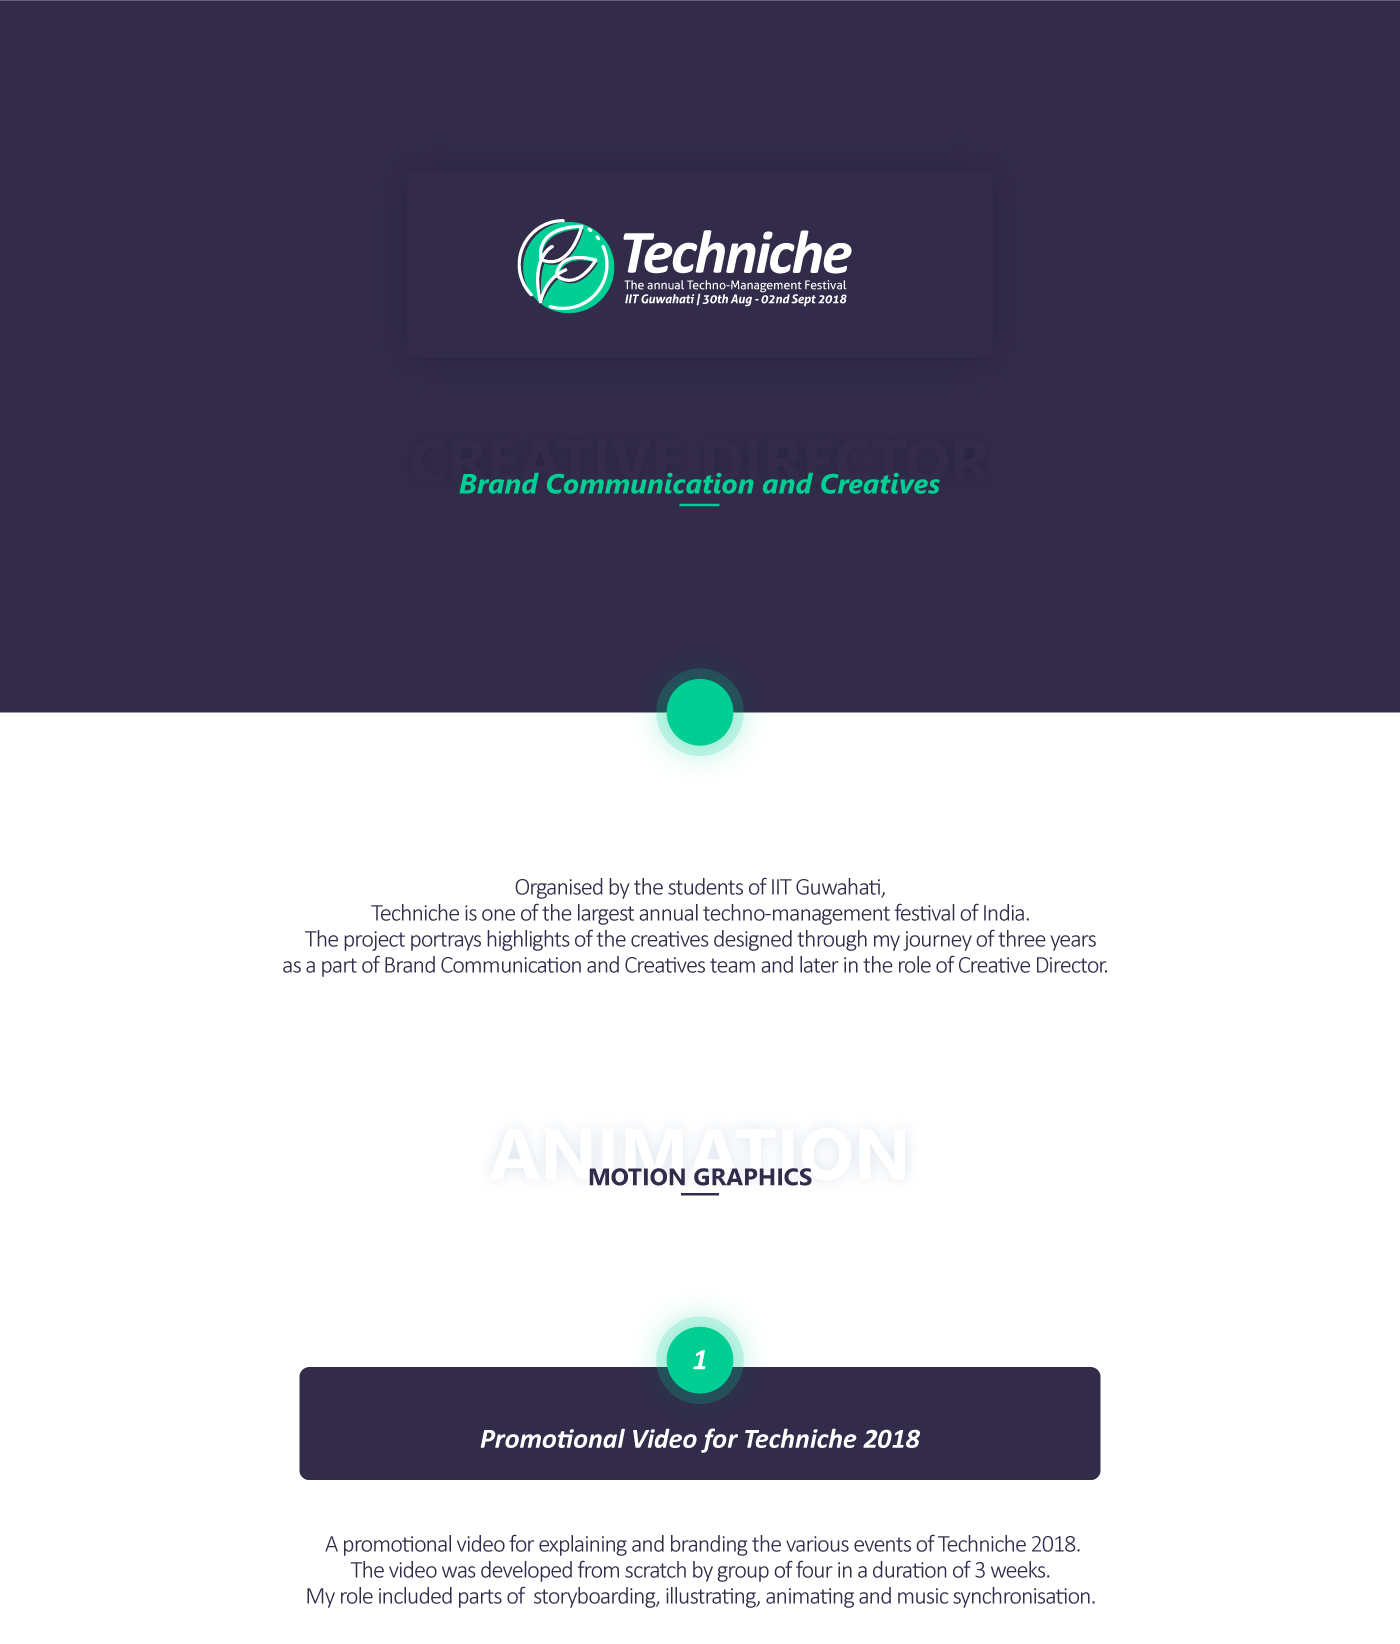 Techniche
The annual Techno-Management Festival
IIT Guwahati | 30th Aug - 02nd Sept 2018
CREATIVE DIRECTOR
Brand Communication and Creatives
Organised by the students of IIT Guwahati,
Techniche is one of the largest annual techno-management festival of India.
The project portrays highlights of the creatives designed through my journey of three years
as a part of Brand Communication and Creatives team and later in the role of Creative Director.
ANIMATION
MOTION GRAPHICS
1
Promotional Video for Techniche 2018
A promotional video for explaining and branding the various events of Techniche 2018.
The video was developed from scratch by group of four in a duration of 3 weeks.
My role included parts of  storyboarding, illustrating, animating and music synchronisation.